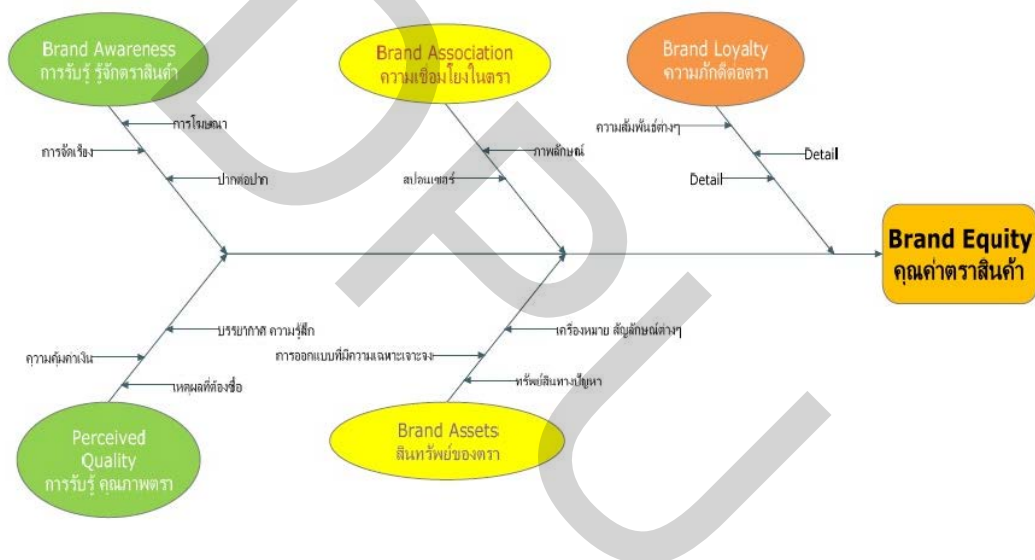 Brand Awareness
การรับรู้ รู้จักตราสินค้า
Brand Association
ความเชื่อมโยงในตรา
Brand Loyalty
ความภักดีต่อตรา
การโฆษณา
การจัดเรียง
ปากต่อปาก
ภาพลักษณ์
สปอนเซอร์
ความสัมพันธ์ต่างๆ
Detail
Detail
Brand Equity
คุณค่าตราสินค้า
บรรยากาศ ความรู้สึก
ความคุ้มค่าเงิน
เหตุผลที่ต้องซื้อ
เครื่องหมาย สัญลักษณ์ต่างๆ
การออกแบบที่มีความเฉพาะเจาะจง
ทรัพย์สินทางปัญหา
Perceived
Quality
การรับรู้ คุณภาพตรา
Brand Assets
สินทรัพย์ของตรา
DPU